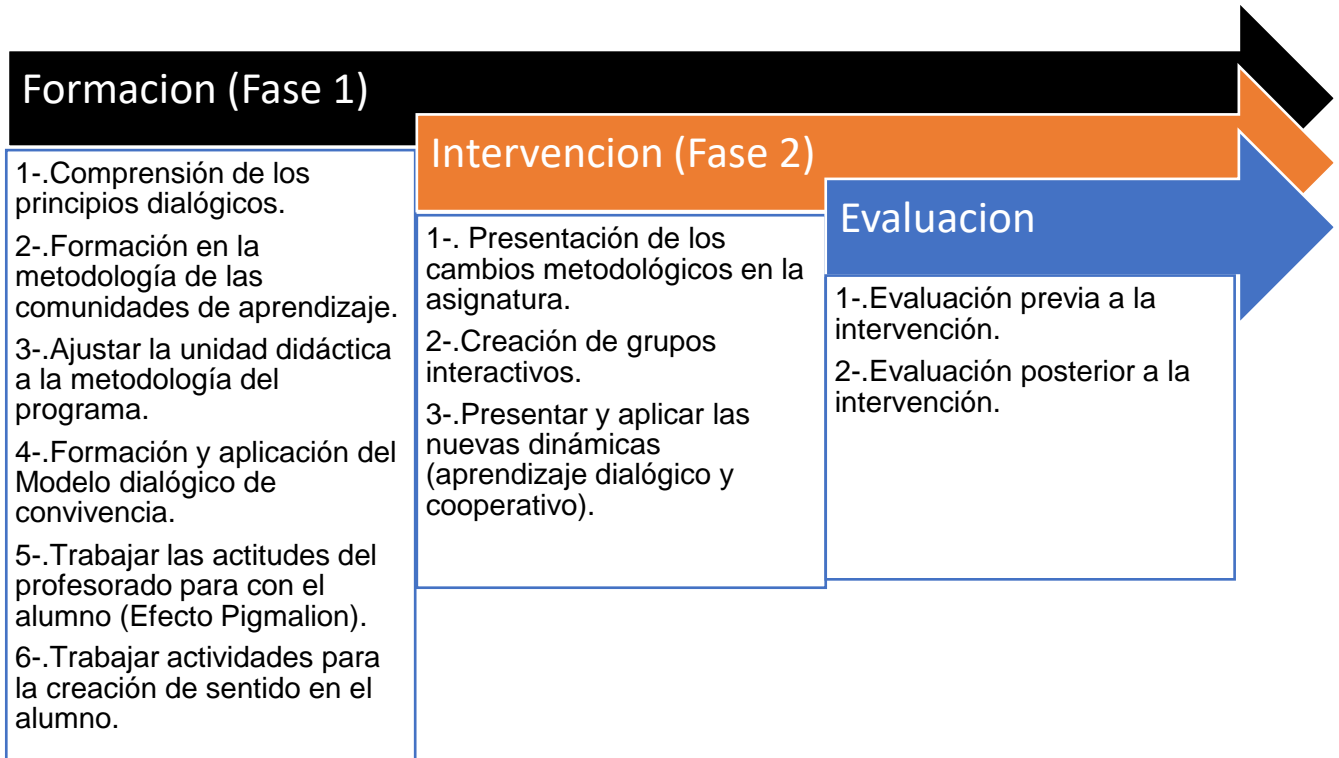 Formacion (Fase 1)
1-.Comprensión de los
principios dialógicos.
2-.Formación en la
metodología de las
comunidades de aprendizaje.
3-.Ajustar la unidad didáctica
a la metodología del
programa.
4-.Formación y aplicación del
Modelo dialógico de
convivencia.
5-.Trabajar las actitudes del
profesorado para con el
alumno (Efecto Pigmalion).
6-.Trabajar actividades para
la creación de sentido en el
alumno.
Intervencion (Fase 2)
1-. Presentación de los
cambios metodológicos en la
asignatura.
2-.Creación de grupos
interactivos.
3-.Presentar y aplicar las
nuevas dinámicas
(aprendizaje dialógico y
cooperativo).
Evaluacion
1-.Evaluación previa a la
intervención.
2-.Evaluación posterior a la
intervención.